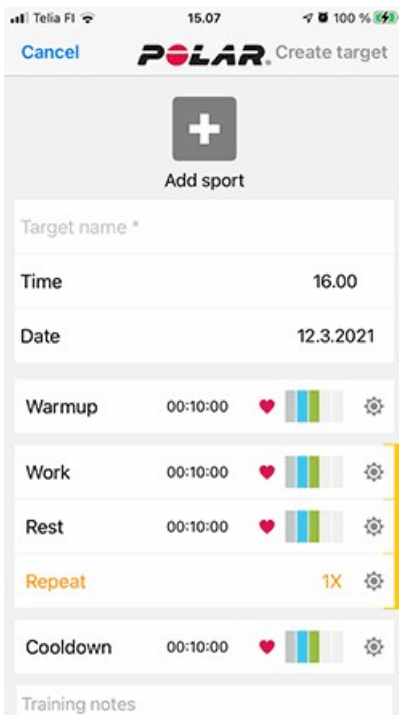 Telia FI 15.07 100 %
Cancel POLAR. Create target
Add sport
Target name *
Time 16.00
Date 12.3.2021
Warmup 00:10:00
Work 00:10:00
Rest 00:10:00
Repeat 1X
Cooldown 00:10:00
Training notes